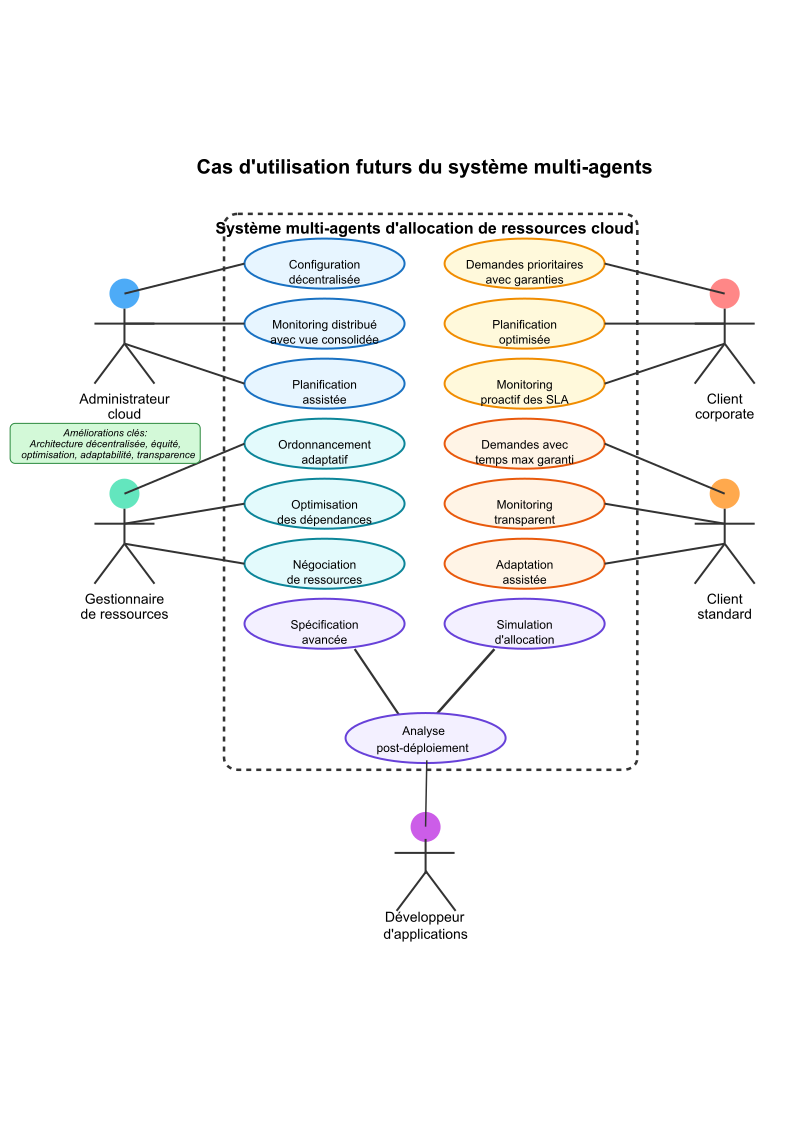 Cas d'utilisation futurs du système multi-agents
Système multi-agents d'allocation de ressources cloud
Configuration
décentralisée
Demandes prioritaires
avec garanties
Monitoring distribué
avec vue consolidée
Planification
optimisée
Planification
assistée
Monitoring
proactif des SLA
Administrateur
cloud
Client
corporate
Améliorations clés:
Architecture décentralisée, équité,
optimisation, adaptabilité, transparence
Ordonnancement
adaptatif
Demandes avec
temps max garanti
Optimisation
des dépendances
Monitoring
transparent
Négociation
de ressources
Adaptation
assistée
Gestionnaire
de ressources
Client
standard
Spécification
avancée
Simulation
d'allocation
Analyse
post-déploiement
Développeur
d'applications